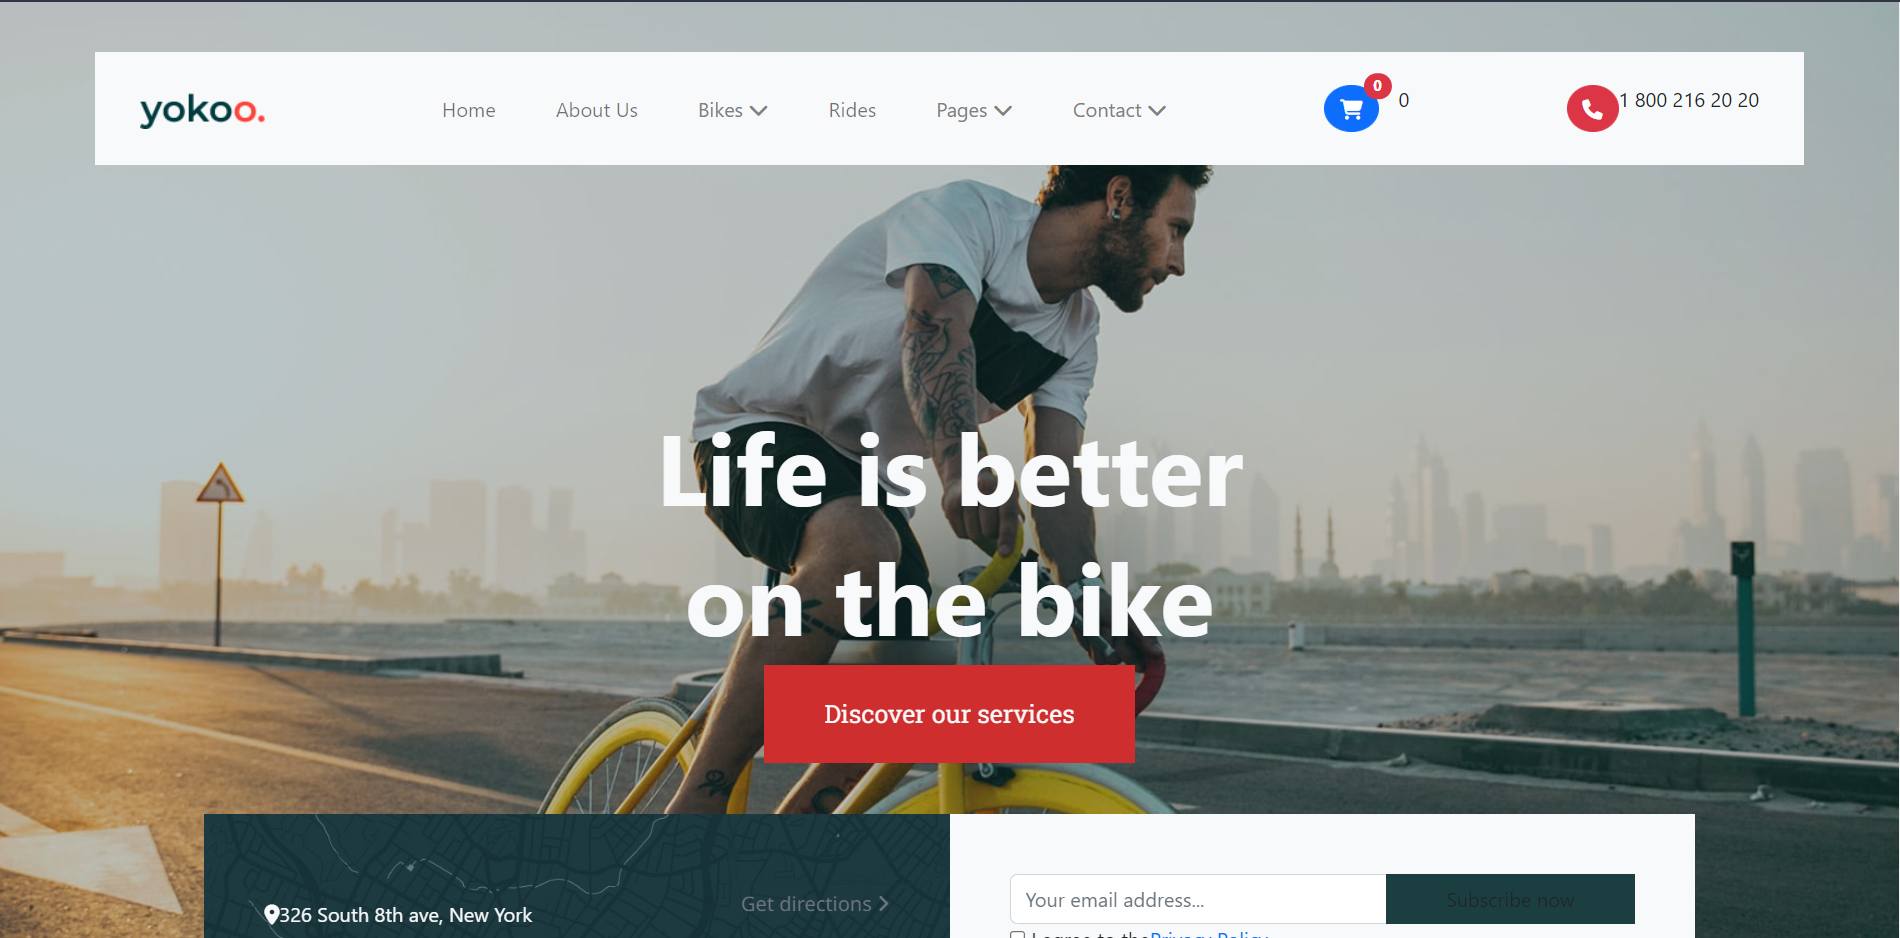 yokoo.
Home
About Us
Bikes
Rides
Pages
Contact
0
0
1 800 216 20 20
Life is better
on the bike
Discover our services
326 South 8th ave, New York
Get directions
Your email address...
Subscribe now
I agree to thePrivacy Policy